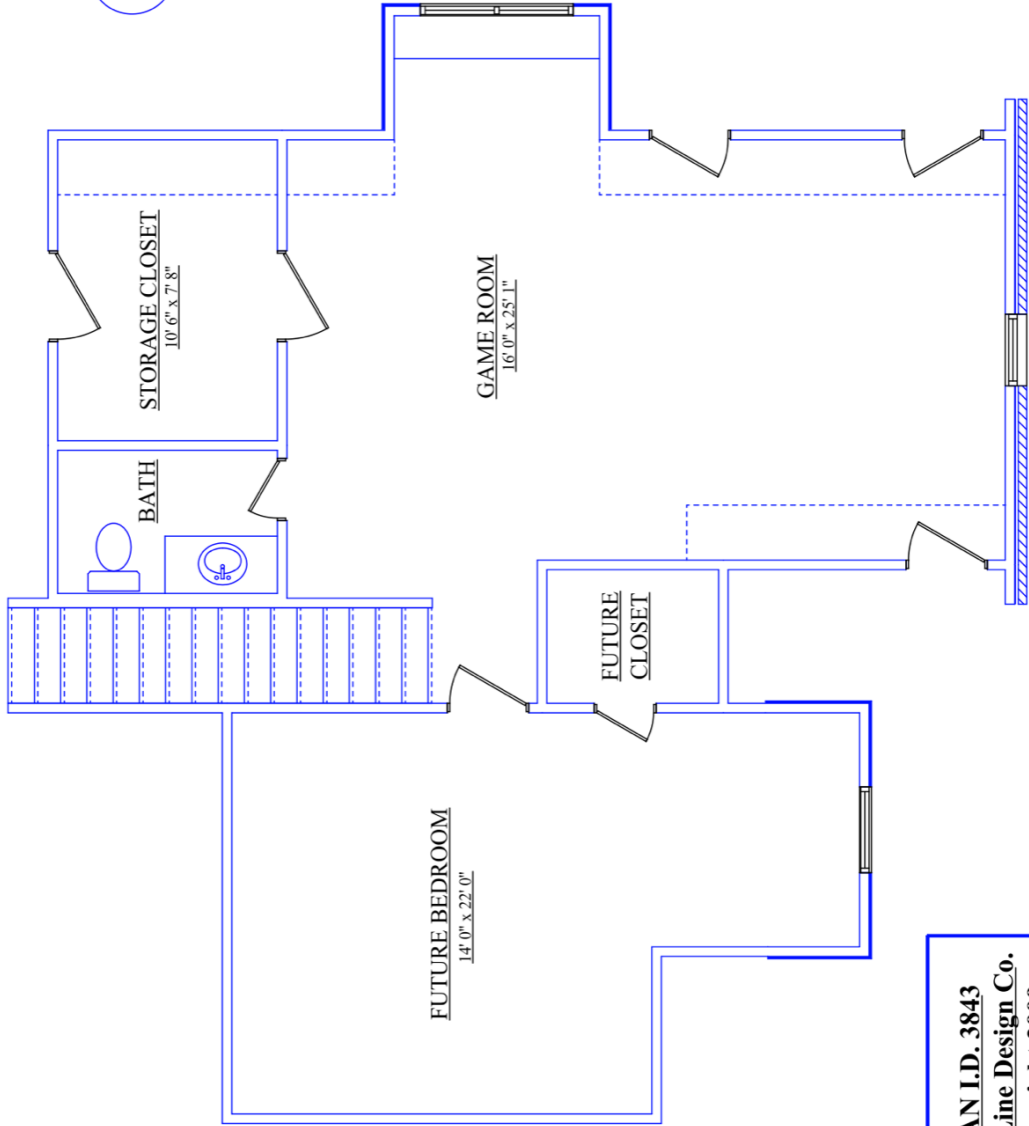 STORAGE CLOSET
10' 6" x 7' 8"
BATH
GAME ROOM
16' 0" x 25' 1"
FUTURE
CLOSET
FUTURE BEDROOM
14' 0" x 22' 0"
AN I.D. 3843
Line Design Co.